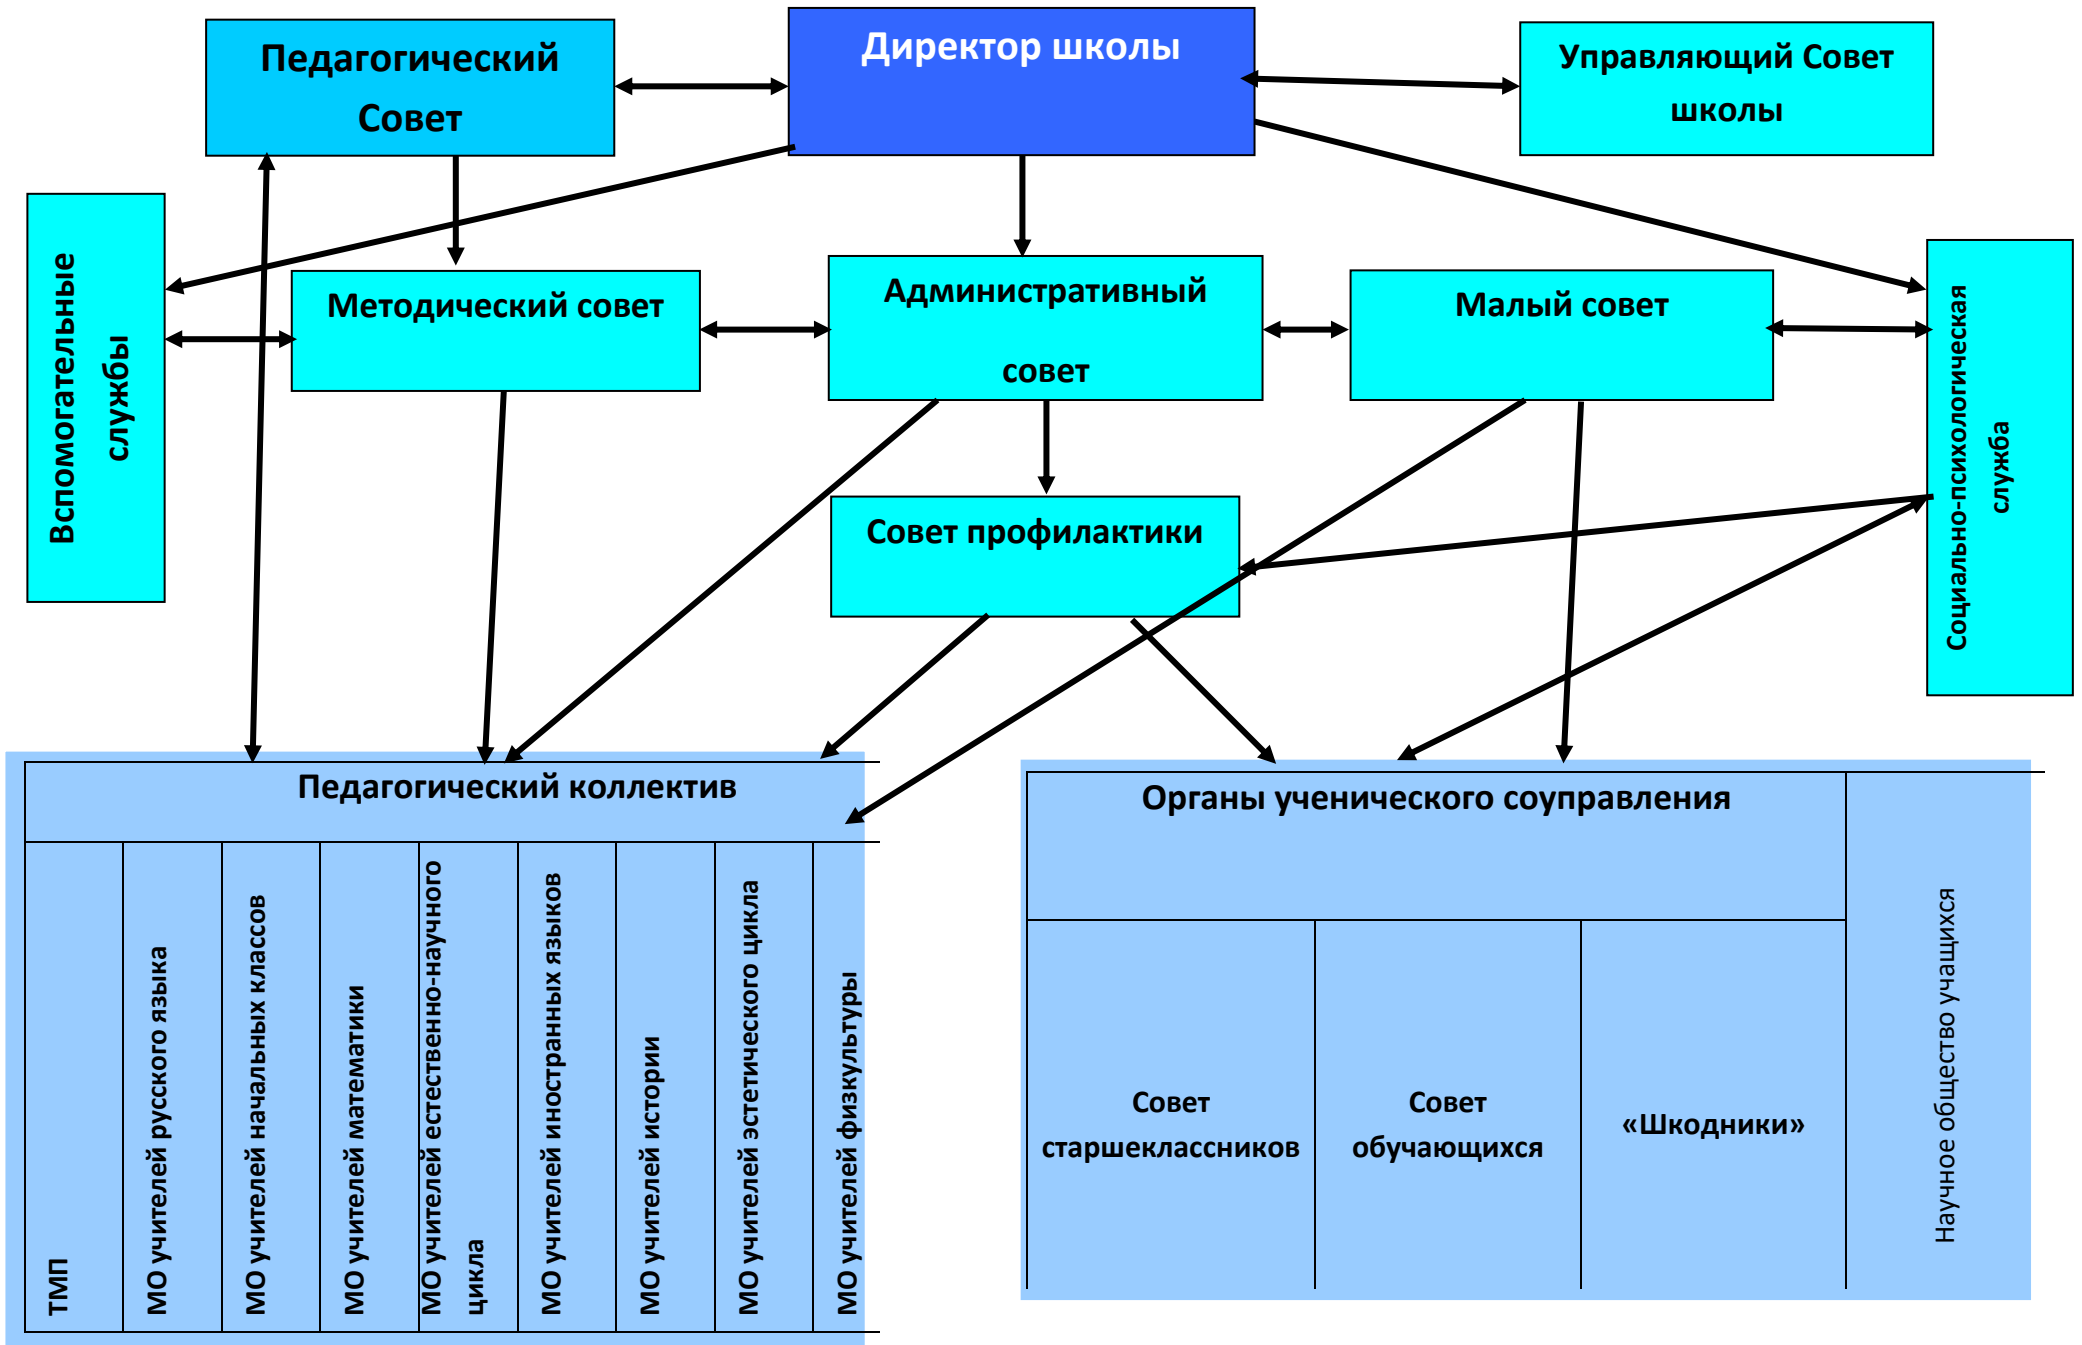 Педагогический
Совет
Директор школы
Управляющий Совет
школы
Вспомогательные
службы
Методический совет
Административный
совет
Малый совет
Социально-психологическая
служба
Совет профилактики
Педагогический коллектив
ТМП
МО учителей русского языка
МО учителей начальных классов
МО учителей математики
МО учителей естественно-научного
цикла
МО учителей иностранных языков
МО учителей истории
МО учителей эстетического цикла
МО учителей физкультуры
Органы ученического соуправления
Совет
старшеклассников
Совет
обучающихся
«Шкодники»
Научное общество учащихся